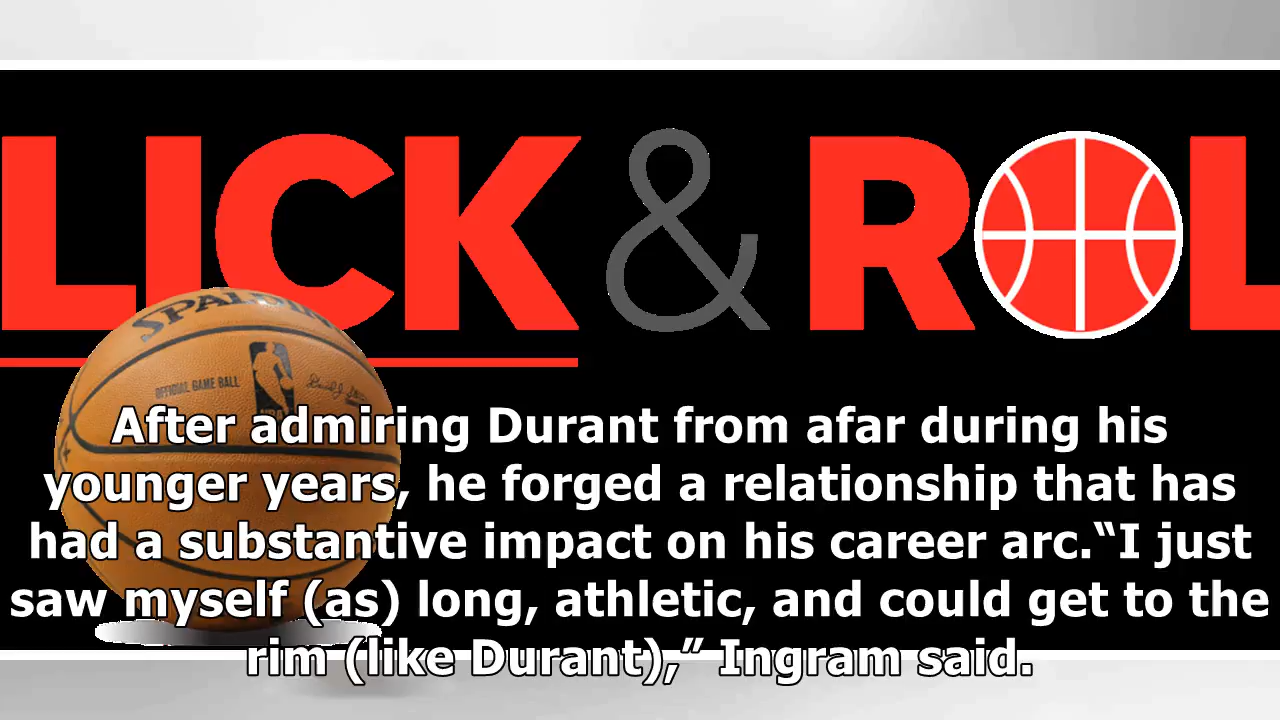 LICK & ROL
SPALDING
OFFICIAL GAME BALL
After admiring Durant from afar during his
younger years, he forged a relationship that has
had a substantive impact on his career arc.“I just
saw myself (as) long, athletic, and could get to the
rim (like Durant),” Ingram said.